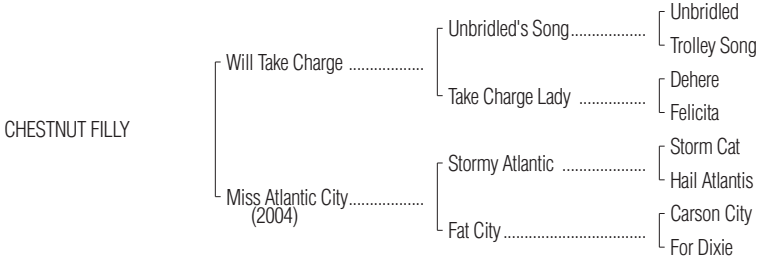 Unbridled
Unbridled's Song..................
Trolley Song
Will Take Charge ..................
Dehere
Take Charge Lady ................
Felicita
CHESTNUT FILLY
Storm Cat
Stormy Atlantic ....................
Hail Atlantis
Miss Atlantic City..................
(2004)
Carson City
Fat City..................................
For Dixie